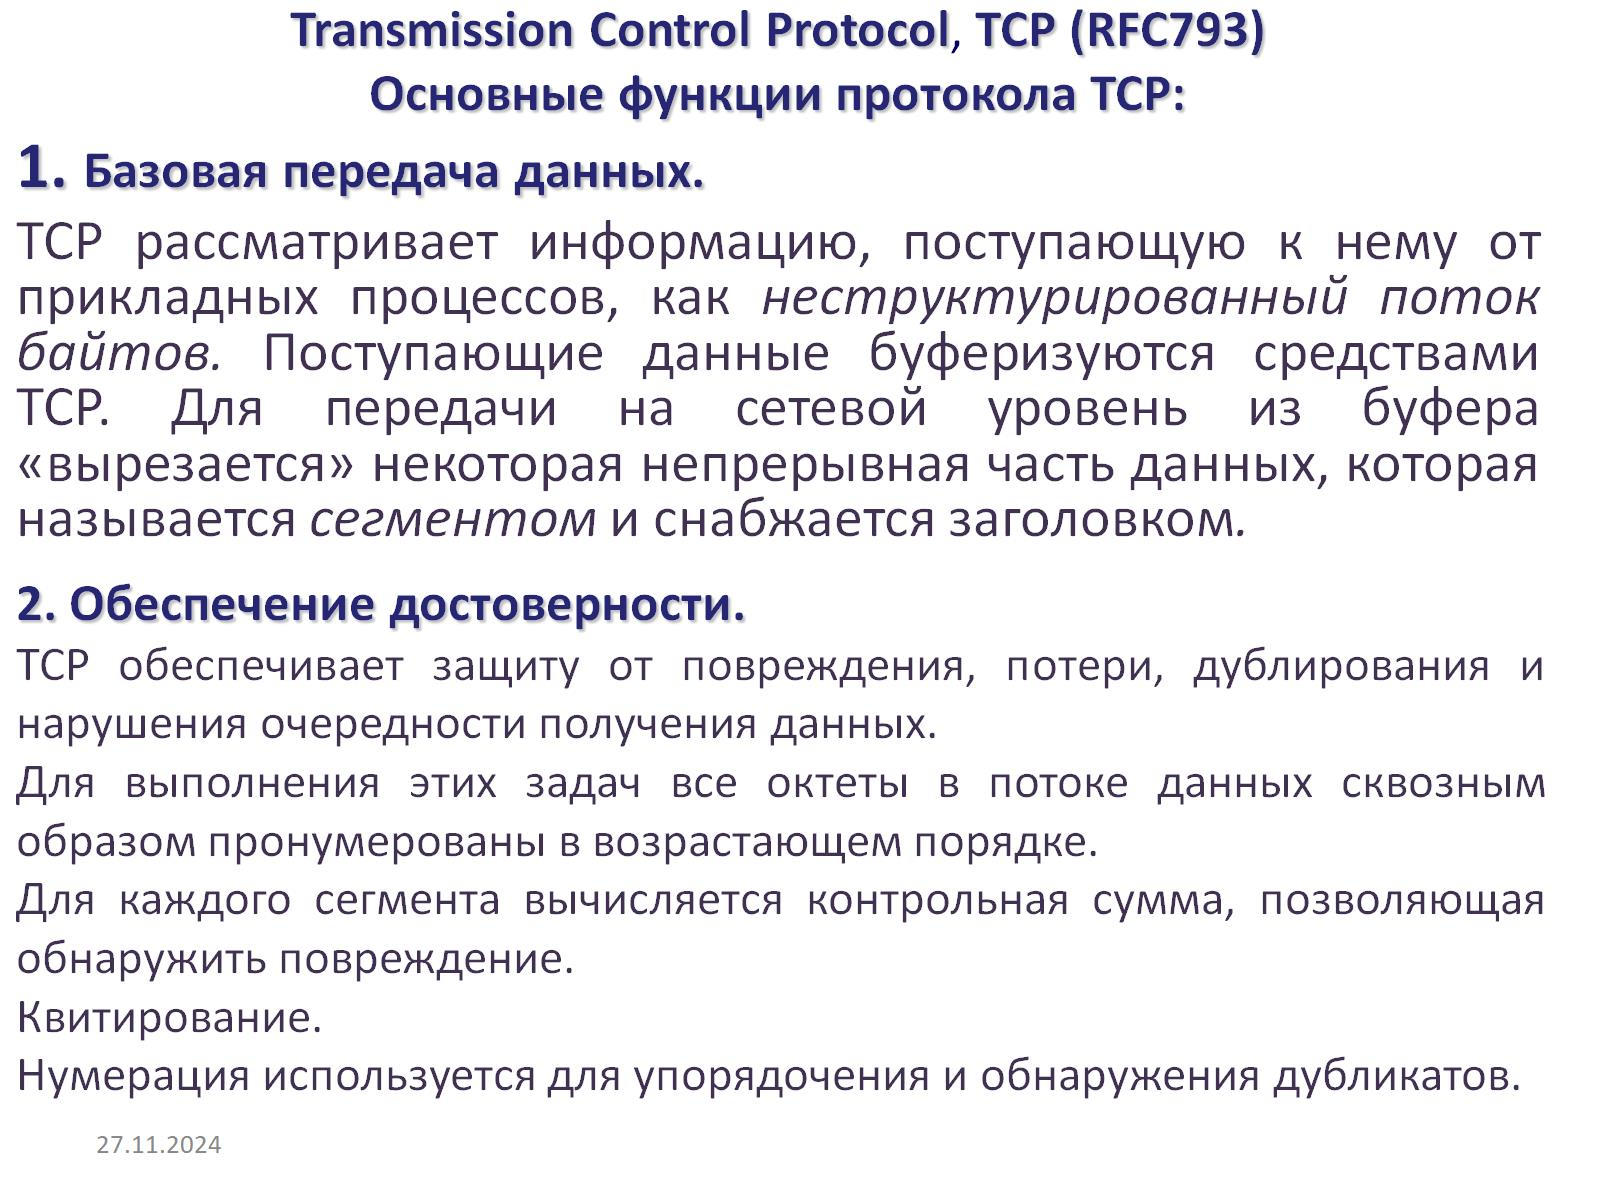 Transmission Control Protocol, TCP (RFC793)
Основные функции протокола TCP:
1. Базовая передача данных.
TCP рассматривает информацию, поступающую к нему от
прикладных процессов, как неструктурированный поток
байтов. Поступающие данные буферизуются средствами
TCP. Для передачи на сетевой уровень из буфера
«вырезается» некоторая непрерывная часть данных, которая
называется сегментом и снабжается заголовком.
2. Обеспечение достоверности.
TCP обеспечивает защиту от повреждения, потери, дублирования и
нарушения очередности получения данных.
Для выполнения этих задач все октеты в потоке данных сквозным
образом пронумерованы в возрастающем порядке.
Для каждого сегмента вычисляется контрольная сумма, позволяющая
обнаружить повреждение.
Квитирование.
Нумерация используется для упорядочения и обнаружения дубликатов.
27.11.2024